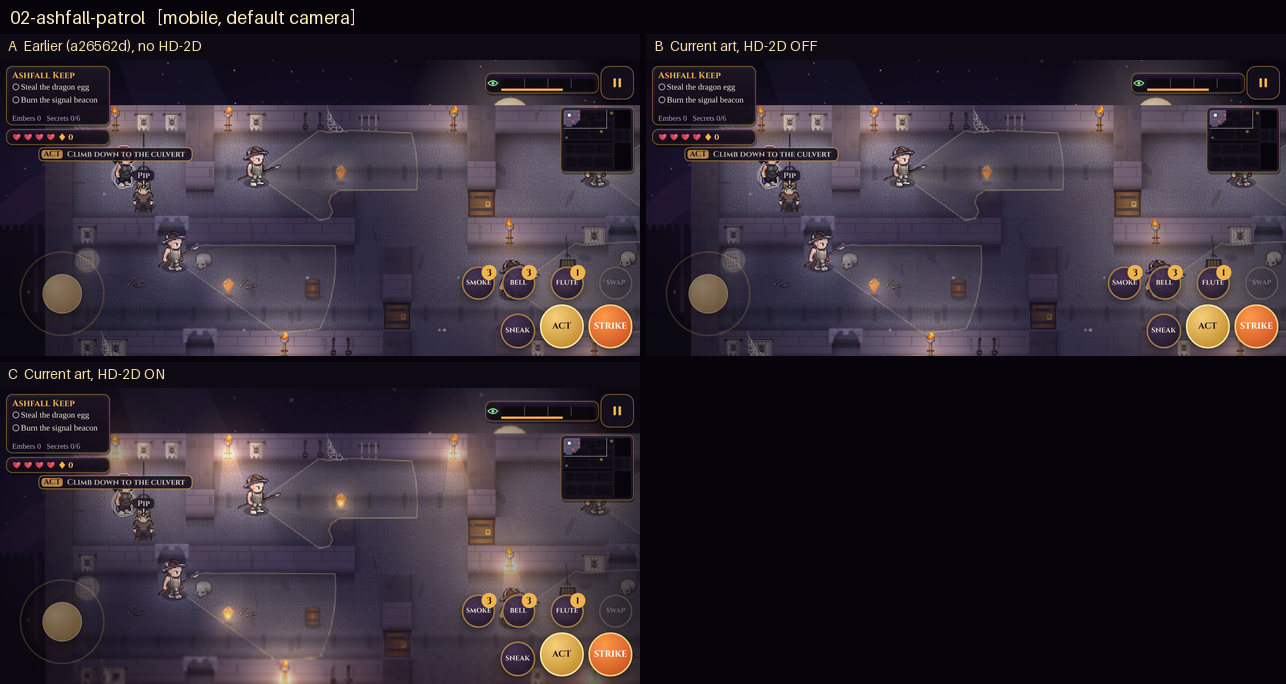 02-ashfall-patrol [mobile, default camera]
A Earlier (a26562d), no HD-2D
ASHFALL KEEP
Steal the dragon egg
Burn the signal beacon
Embers 0 Secrets 0/6
0
ACT CLIMB DOWN TO THE CULVERT
PIP
3
3
1
SMOKE
BELL
FLUTE
SWAP
SNEAK
ACT
STRIKE
B Current art, HD-2D OFF
ASHFALL KEEP
Steal the dragon egg
Burn the signal beacon
Embers 0 Secrets 0/6
0
ACT CLIMB DOWN TO THE CULVERT
PIP
3
3
1
SMOKE
BELL
FLUTE
SWAP
SNEAK
ACT
STRIKE
C Current art, HD-2D ON
ASHFALL KEEP
Steal the dragon egg
Burn the signal beacon
Embers 0 Secrets 0/6
0
ACT CLIMB DOWN TO THE CULVERT
PIP
3
3
1
SMOKE
BELL
FLUTE
SWAP
SNEAK
ACT
STRIKE